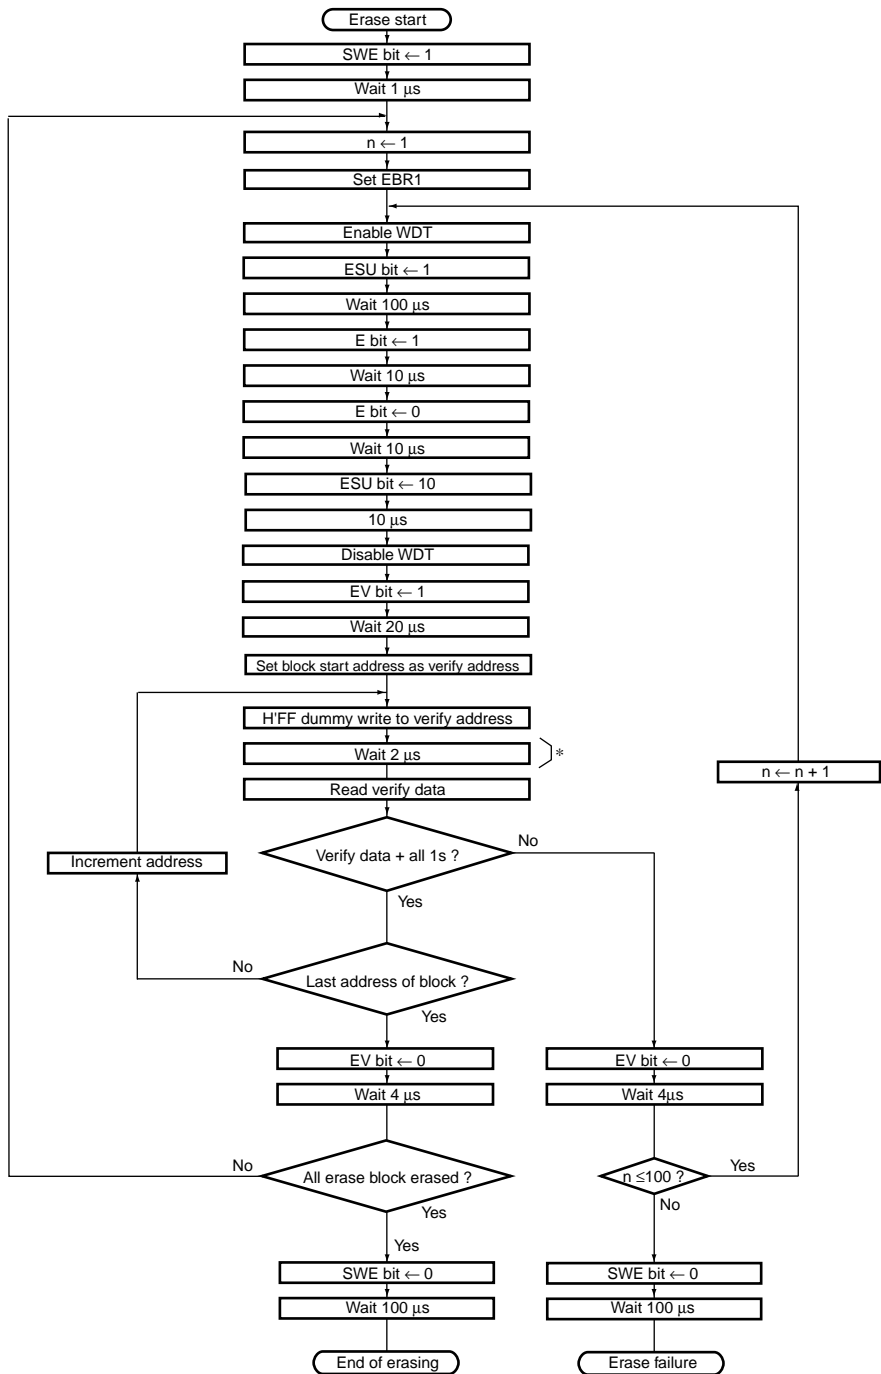 Erase start
SWE bit ← 1
Wait 1 μs
n ← 1
Set EBR1
Enable WDT
ESU bit ← 1
Wait 100 μs
E bit ← 1
Wait 10 μs
E bit ← 0
Wait 10 μs
ESU bit ← 10
10 μs
Disable WDT
EV bit ← 1
Wait 20 μs
Set block start address as verify address
H'FF dummy write to verify address
Wait 2 μs
*
n ← n + 1
Read verify data
No
Verify data + all 1s ?
Increment address
Yes
No
Last address of block ?
Yes
EV bit ← 0
EV bit ← 0
Wait 4 μs
Wait 4μs
No
All erase block erased ?
n ≤100 ?
Yes
Yes
No
Yes
SWE bit ← 0
SWE bit ← 0
Wait 100 μs
Wait 100 μs
End of erasing
Erase failure